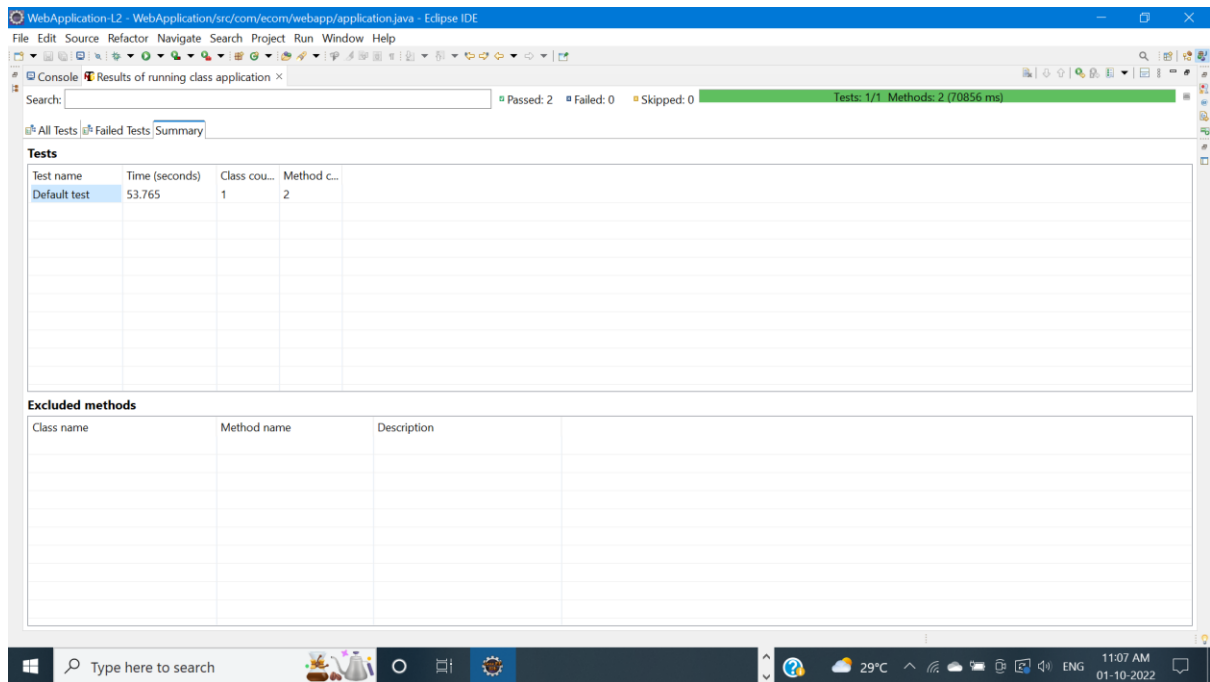 WebApplication-L2 - WebApplication/src/com/ecom/webapp/application.java - Eclipse IDE
File Edit Source Refactor Navigate Search Project Run Window Help
Console Results of running class application
Search: Passed: 2 Failed: 0 Skipped: 0 Tests: 1/1 Methods: 2 (70856 ms)
All Tests Failed Tests Summary
Tests
Test name Time (seconds) Class cou... Method c...
Default test 53.765 1 2
Excluded methods
Class name Method name Description
Type here to search 29°C ENG 11:07 AM
01-10-2022